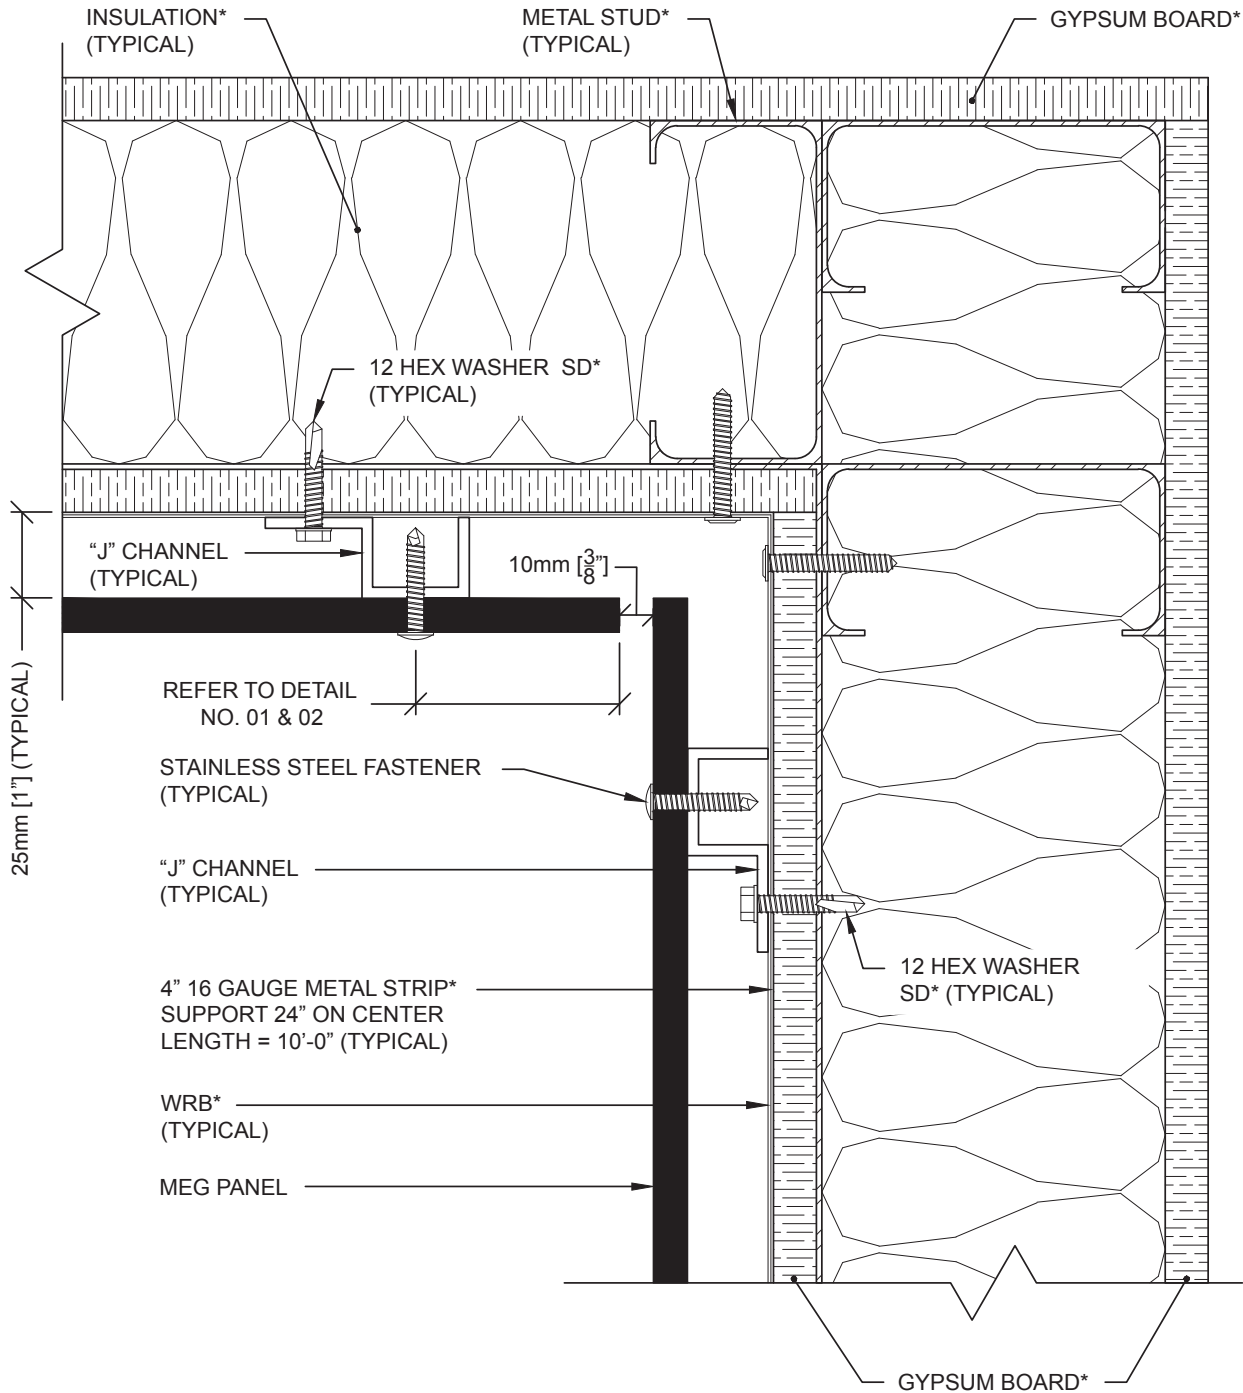 INSULATION*
(TYPICAL)
METAL STUD*
(TYPICAL)
GYPSUM BOARD*
12 HEX WASHER SD*
(TYPICAL)
“J” CHANNEL
(TYPICAL)
10mm [3/8”]
25mm [1”] (TYPICAL)
REFER TO DETAIL
NO. 01 & 02
STAINLESS STEEL FASTENER
(TYPICAL)
“J” CHANNEL
(TYPICAL)
12 HEX WASHER
SD* (TYPICAL)
4” 16 GAUGE METAL STRIP*
SUPPORT 24” ON CENTER
LENGTH = 10’-0” (TYPICAL)
WRB*
(TYPICAL)
MEG PANEL
GYPSUM BOARD*